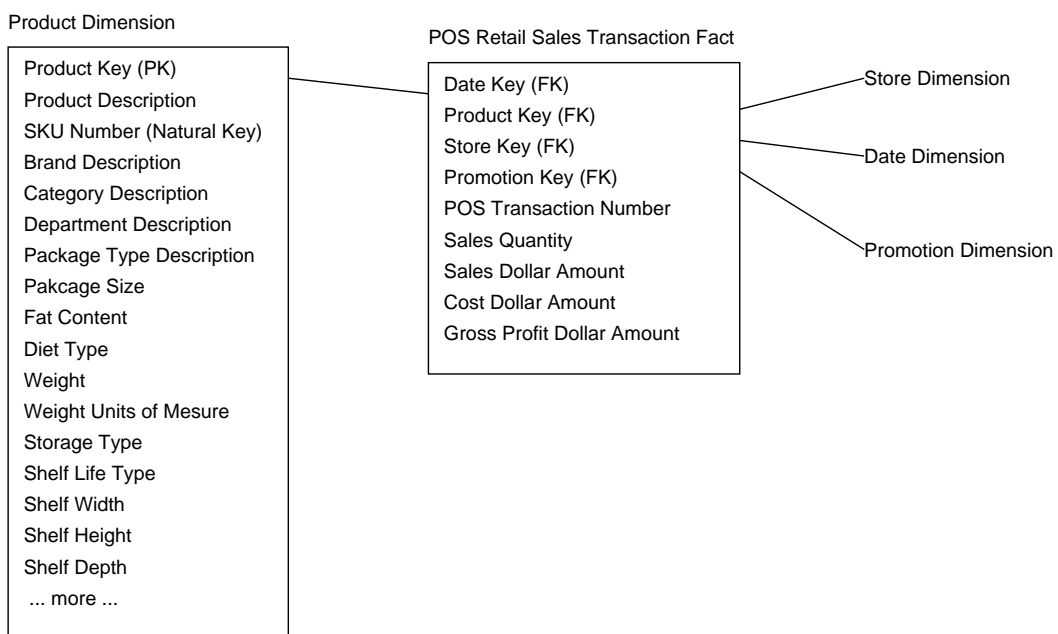 Product Dimension
Product Key (PK)
Product Description
SKU Number (Natural Key)
Brand Description
Category Description
Department Description
Package Type Description
Pakcage Size
Fat Content
Diet Type
Weight
Weight Units of Mesure
Storage Type
Shelf Life Type
Shelf Width
Shelf Height
Shelf Depth
... more ...
POS Retail Sales Transaction Fact
Date Key (FK)
Product Key (FK)
Store Key (FK)
Promotion Key (FK)
POS Transaction Number
Sales Quantity
Sales Dollar Amount
Cost Dollar Amount
Gross Profit Dollar Amount
Store Dimension
Date Dimension
Promotion Dimension